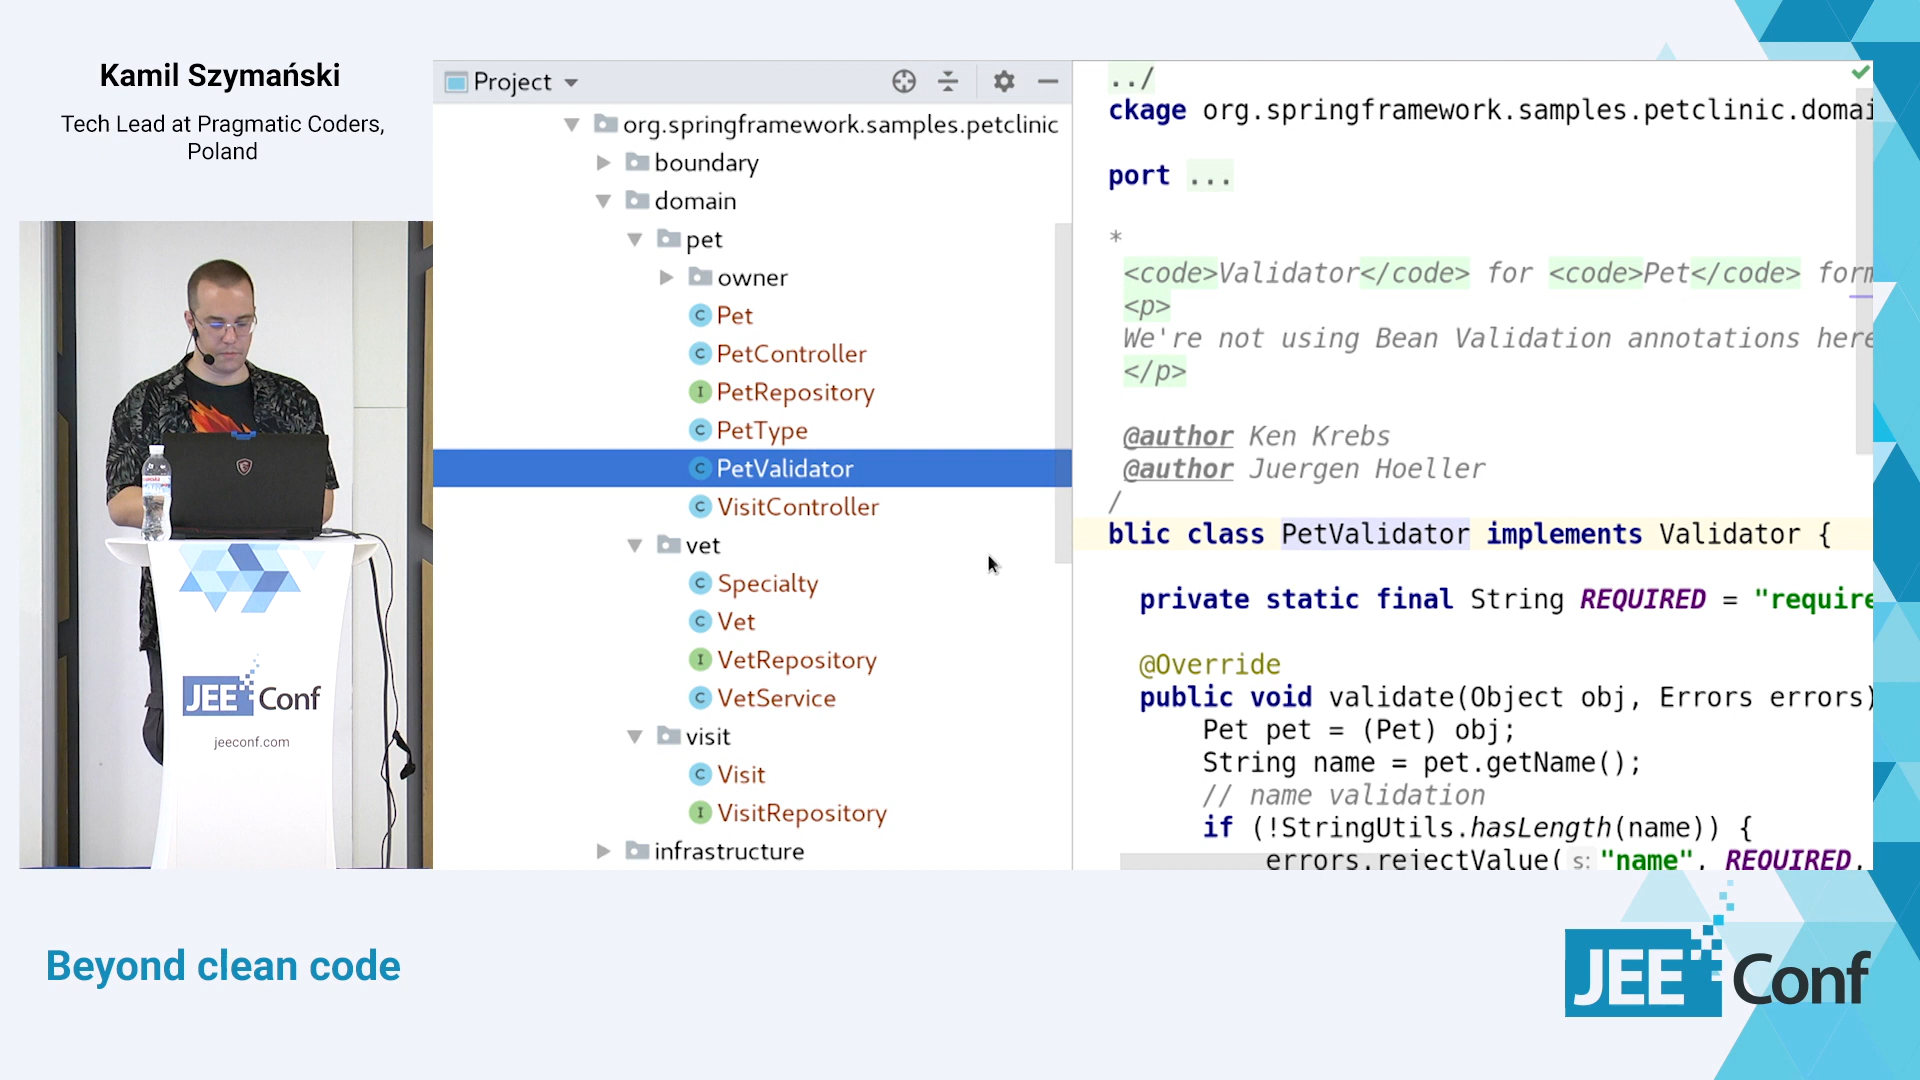 Kamil Szymański
Tech Lead at Pragmatic Coders,
Poland
Project
org.springframework.samples.petclinic
boundary
domain
pet
owner
Pet
PetController
PetRepository
PetType
PetValidator
VisitController
vet
Specialty
Vet
VetRepository
VetService
visit
Visit
VisitRepository
infrastructure
../
ckage org.springframework.samples.petclinic.domai
port ...
*
<code>Validator</code> for <code>Pet</code> form
<p>
We're not using Bean Validation annotations here
</p>
@author Ken Krebs
@author Juergen Hoeller
/
blic class PetValidator implements Validator {
private static final String REQUIRED = "require
@Override
public void validate(Object obj, Errors errors)
Pet pet = (Pet) obj;
String name = pet.getName();
// name validation
if (!StringUtils.hasLength(name)) {
errors.rejectValue( s: "name", REQUIRED,
JEE Conf
jeeconf.com
Beyond clean code
JEE Conf